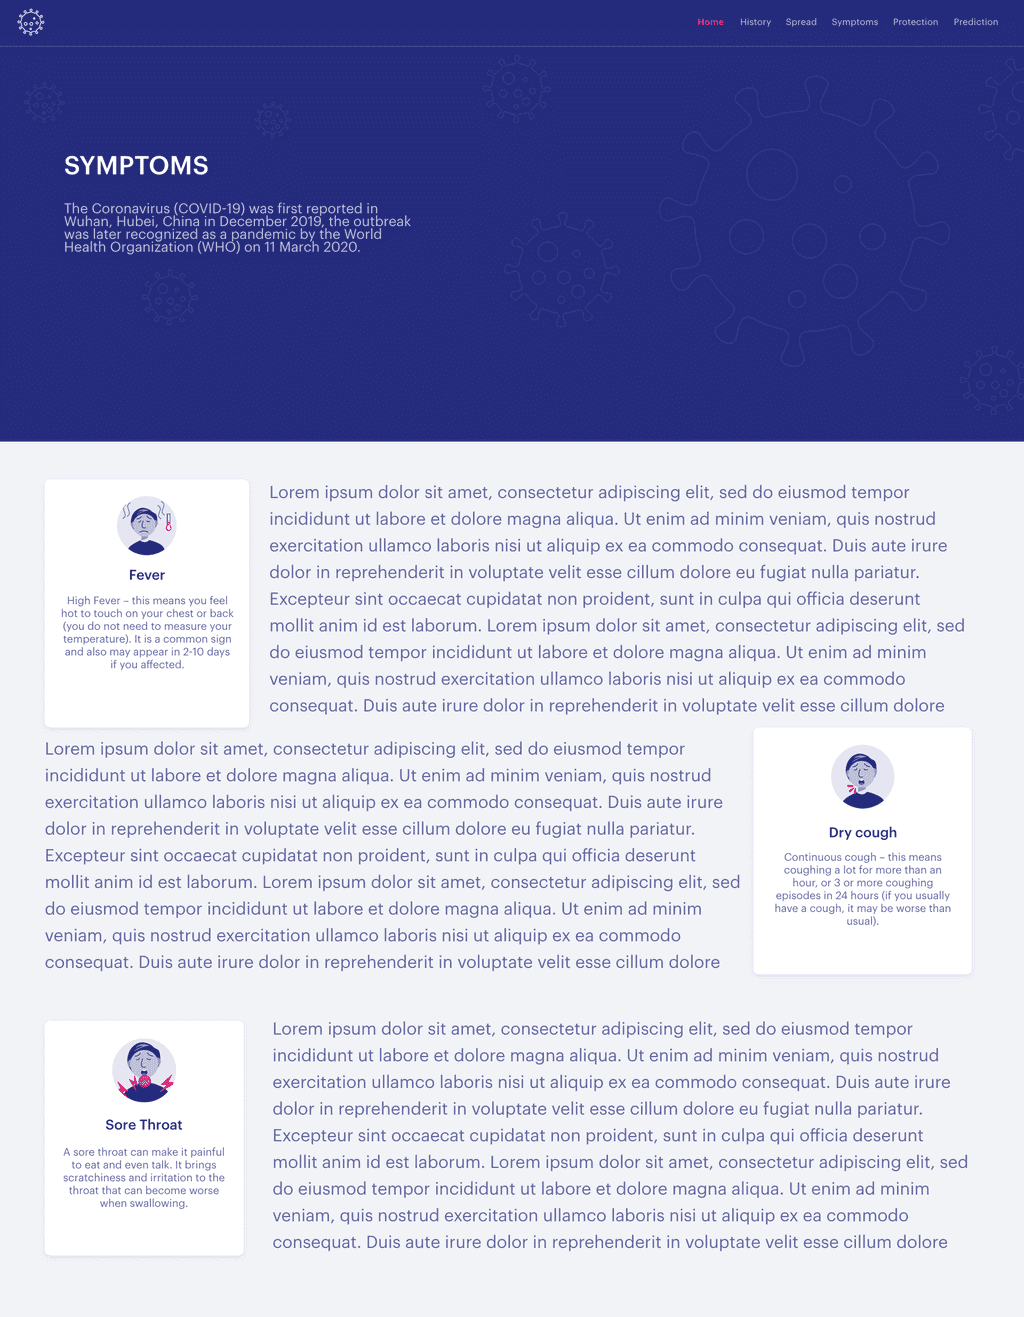 Home History Spread Symptoms Protection Prediction
SYMPTOMS
The Coronavirus (COVID-19) was first reported in
Wuhan, Hubei, China in December 2019, the outbreak
was later recognized as a pandemic by the World
Health Organization (WHO) on 11 March 2020.
Fever
High Fever – this means you feel
hot to touch on your chest or back
(you do not need to measure your
temperature). It is a common sign
and also may appear in 2-10 days
if you affected.
Lorem ipsum dolor sit amet, consectetur adipiscing elit, sed do eiusmod tempor
incididunt ut labore et dolore magna aliqua. Ut enim ad minim veniam, quis nostrud
exercitation ullamco laboris nisi ut aliquip ex ea commodo consequat. Duis aute irure
dolor in reprehenderit in voluptate velit esse cillum dolore eu fugiat nulla pariatur.
Excepteur sint occaecat cupidatat non proident, sunt in culpa qui officia deserunt
mollit anim id est laborum. Lorem ipsum dolor sit amet, consectetur adipiscing elit, sed
do eiusmod tempor incididunt ut labore et dolore magna aliqua. Ut enim ad minim
veniam, quis nostrud exercitation ullamco laboris nisi ut aliquip ex ea commodo
consequat. Duis aute irure dolor in reprehenderit in voluptate velit esse cillum dolore
Lorem ipsum dolor sit amet, consectetur adipiscing elit, sed do eiusmod tempor
incididunt ut labore et dolore magna aliqua. Ut enim ad minim veniam, quis nostrud
exercitation ullamco laboris nisi ut aliquip ex ea commodo consequat. Duis aute irure
dolor in reprehenderit in voluptate velit esse cillum dolore eu fugiat nulla pariatur.
Excepteur sint occaecat cupidatat non proident, sunt in culpa qui officia deserunt
mollit anim id est laborum. Lorem ipsum dolor sit amet, consectetur adipiscing elit, sed
do eiusmod tempor incididunt ut labore et dolore magna aliqua. Ut enim ad minim
veniam, quis nostrud exercitation ullamco laboris nisi ut aliquip ex ea commodo
consequat. Duis aute irure dolor in reprehenderit in voluptate velit esse cillum dolore
Dry cough
Continuous cough – this means
coughing a lot for more than an
hour, or 3 or more coughing
episodes in 24 hours (if you usually
have a cough, it may be worse than
usual).
Sore Throat
A sore throat can make it painful
to eat and even talk. It brings
scratchiness and irritation to the
throat that can become worse
when swallowing.
Lorem ipsum dolor sit amet, consectetur adipiscing elit, sed do eiusmod tempor
incididunt ut labore et dolore magna aliqua. Ut enim ad minim veniam, quis nostrud
exercitation ullamco laboris nisi ut aliquip ex ea commodo consequat. Duis aute irure
dolor in reprehenderit in voluptate velit esse cillum dolore eu fugiat nulla pariatur.
Excepteur sint occaecat cupidatat non proident, sunt in culpa qui officia deserunt
mollit anim id est laborum. Lorem ipsum dolor sit amet, consectetur adipiscing elit, sed
do eiusmod tempor incididunt ut labore et dolore magna aliqua. Ut enim ad minim
veniam, quis nostrud exercitation ullamco laboris nisi ut aliquip ex ea commodo
consequat. Duis aute irure dolor in reprehenderit in voluptate velit esse cillum dolore